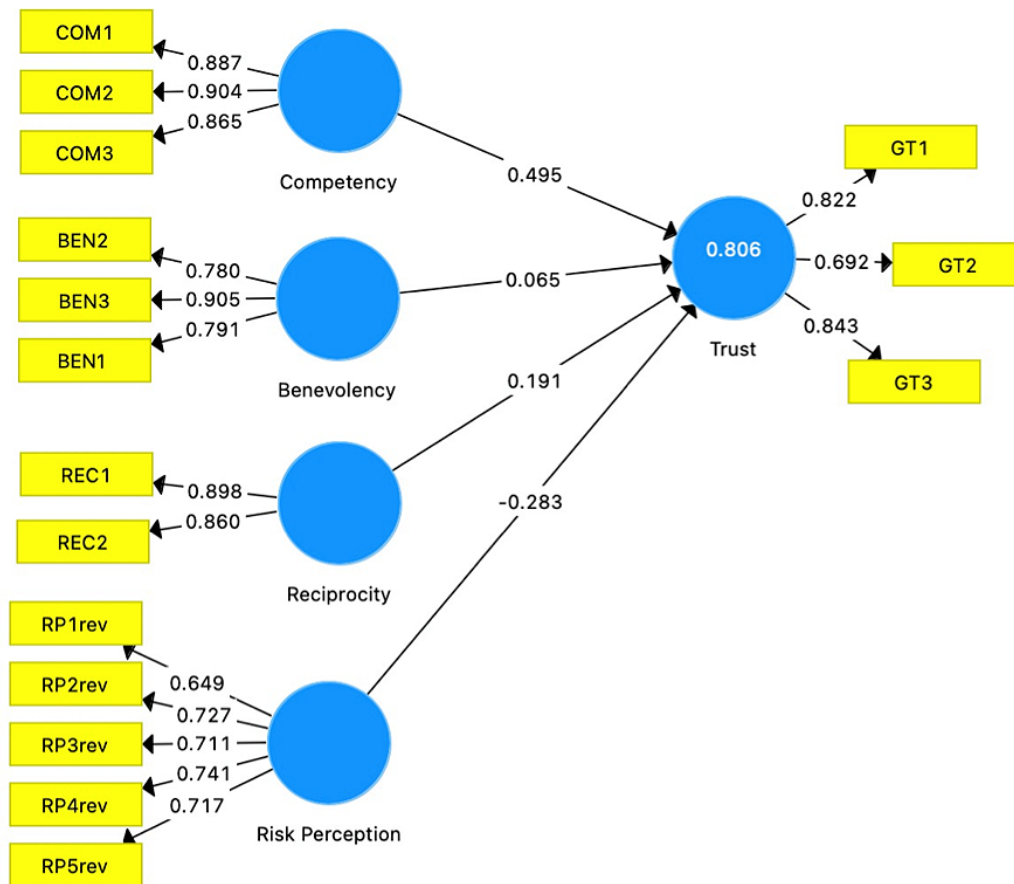 COM1
0.887
COM2
0.904
0.865
COM3
Competency
0.495
GT1
0.822
BEN2
0.780
BEN3
0.905
0.791
BEN1
Benevolency
0.065
0.806
Trust
0.692
GT2
0.843
GT3
0.191
REC1
0.898
0.860
REC2
Reciprocity
-0.283
RP1rev
0.649
RP2rev
0.727
RP3rev
0.711
0.741
RP4rev
0.717
RP5rev
Risk Perception